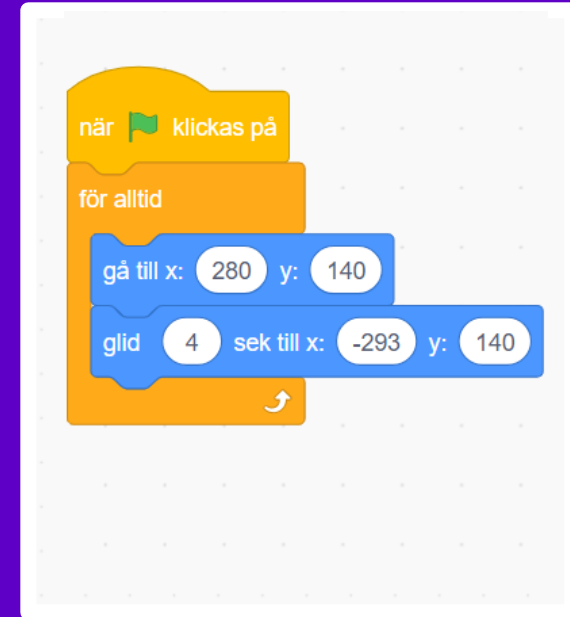 när klickas på
för alltid
gå till x: 280 y: 140
glid 4 sek till x: -293 y: 140